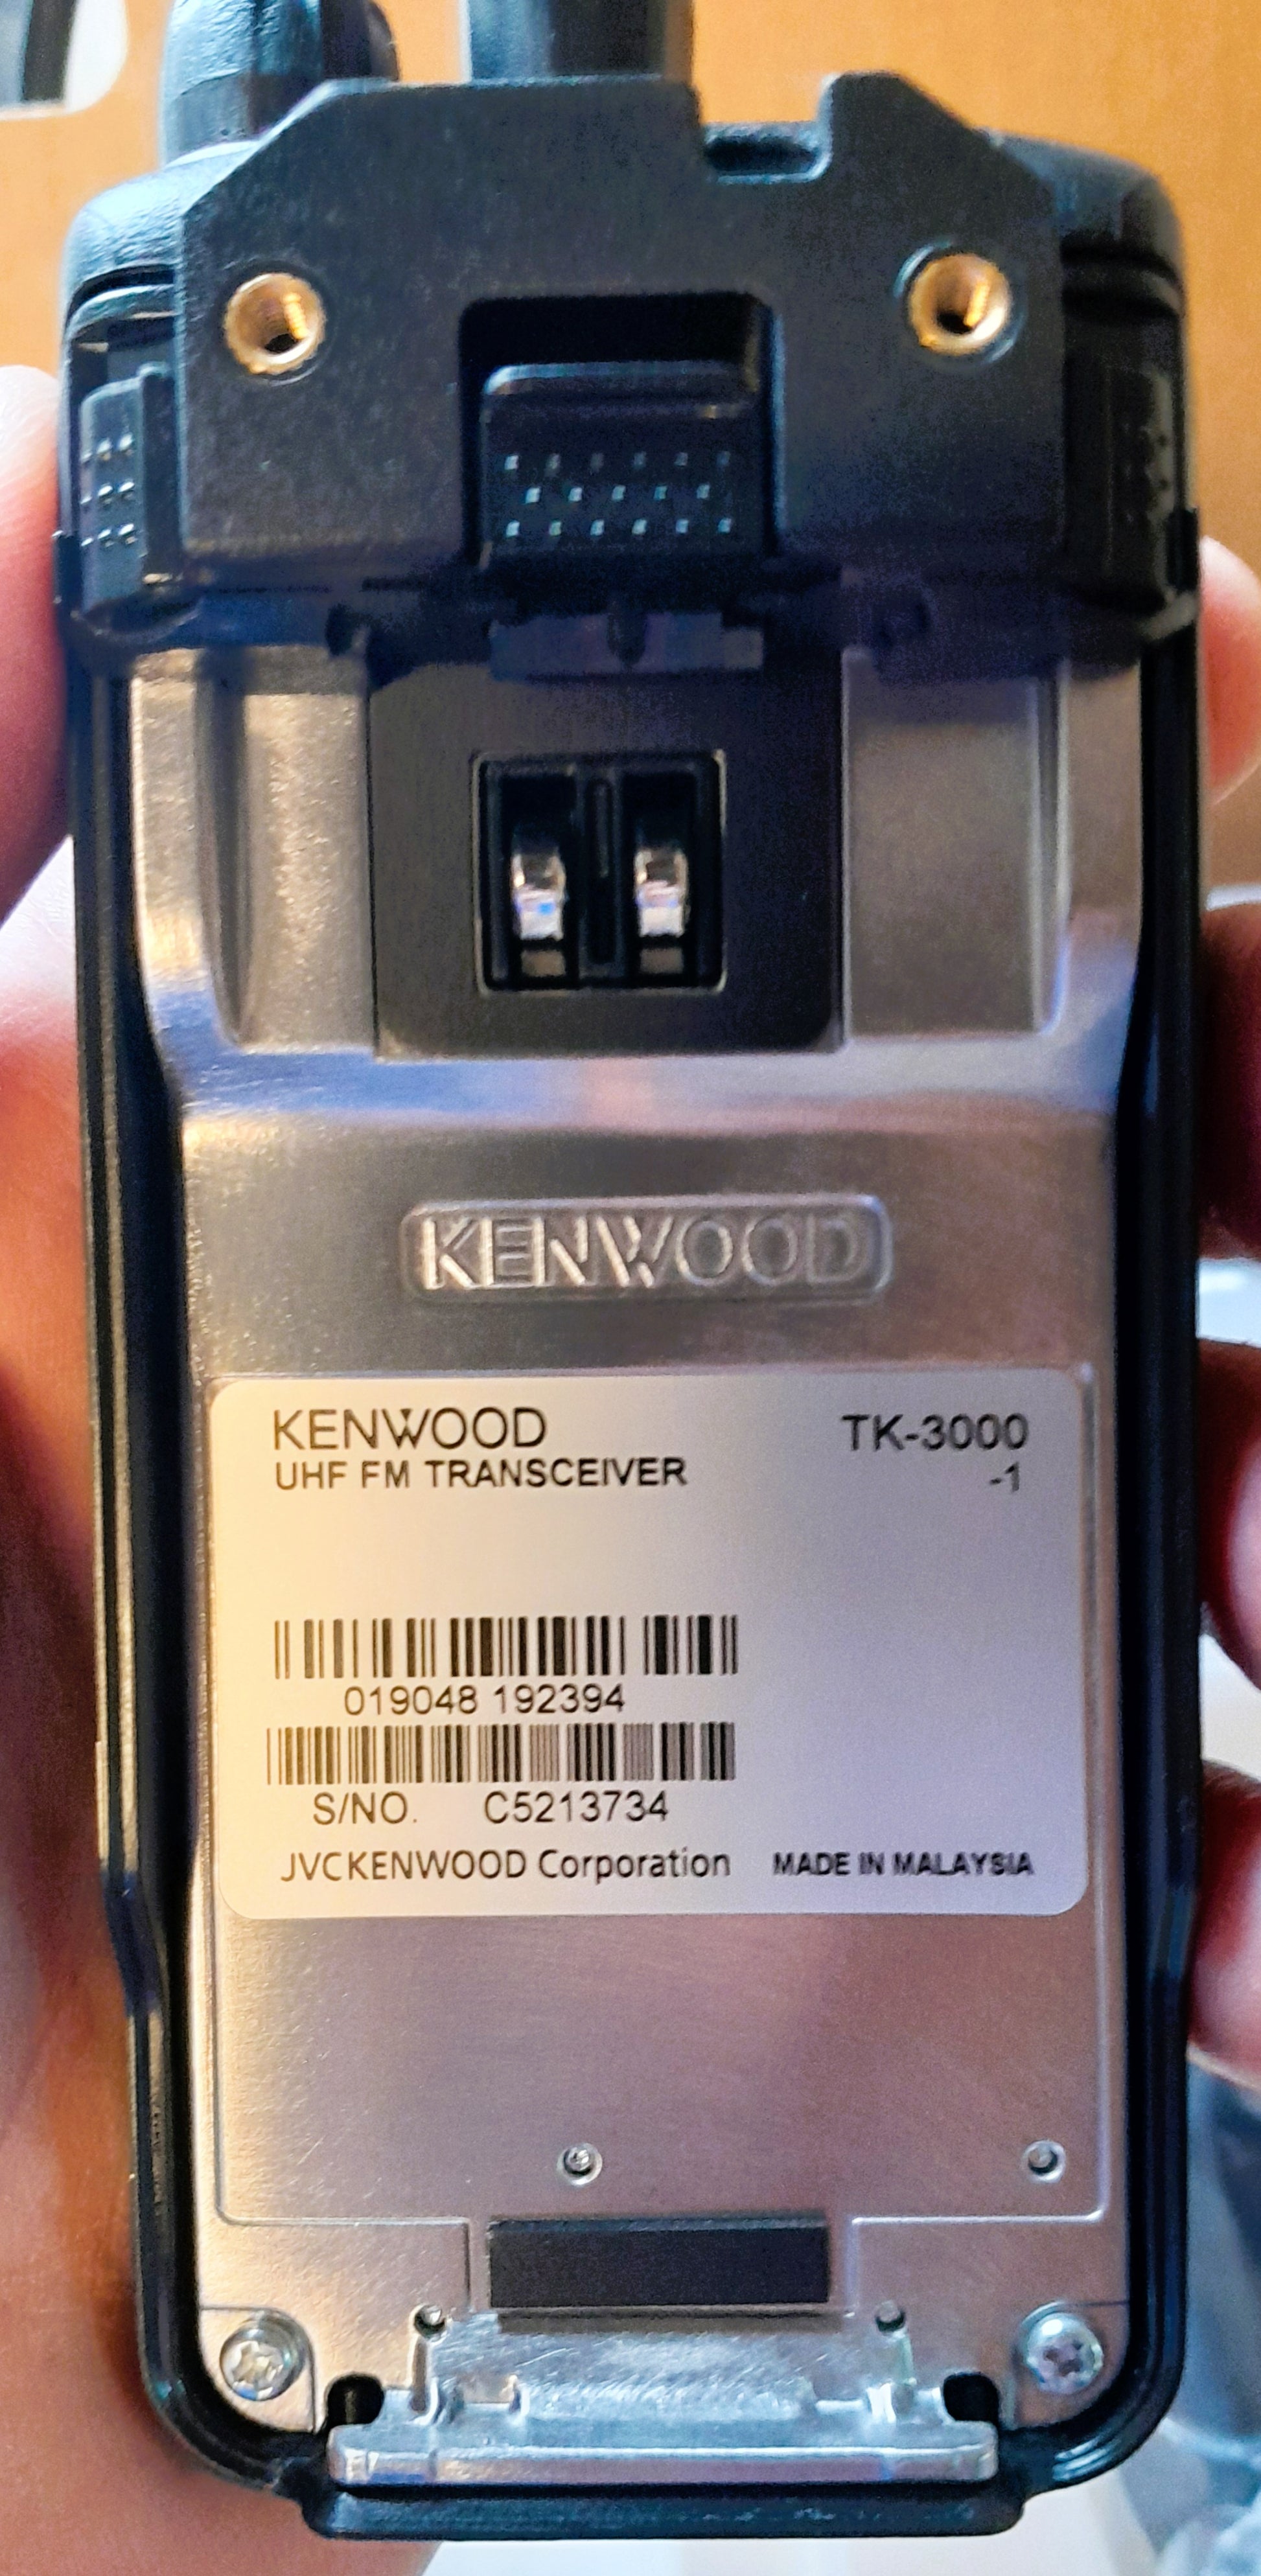 KENWOOD
KENWOOD TK-3000
UHF FM TRANSCEIVER -1
019048 192394
S/NO. C5213734
JVCKENWOOD Corporation MADE IN MALAYSIA